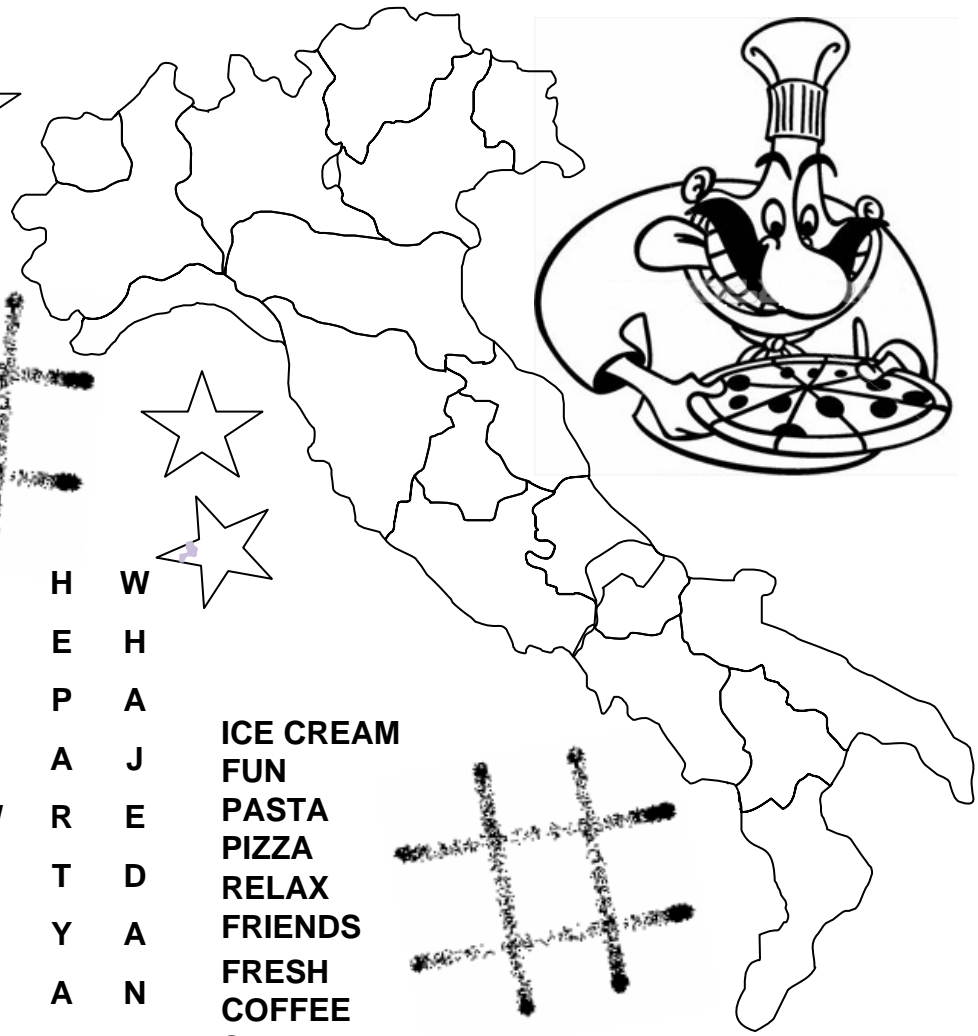 H W
E H
P A
A J
R E
T D
Y A
A N
ICE CREAM
FUN
PASTA
PIZZA
RELAX
FRIENDS
FRESH
COFFEE